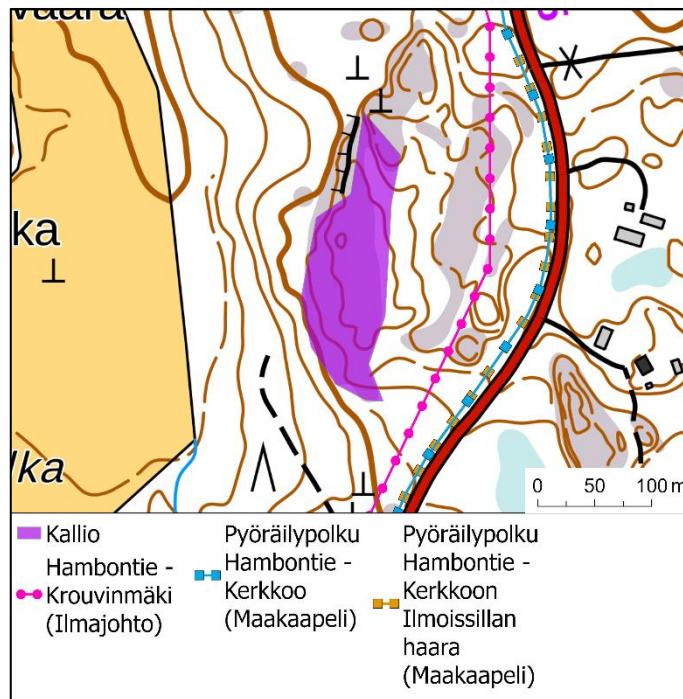 vaara
ka
lka
0 50 100 m
Kallio
Hambontie -
Krouvinmäki
(Ilmajohto)
Pyöräilypolku
Hambontie -
Kerkkoo
(Maakaapeli)
Pyöräilypolku
Hambontie -
Kerkkoon
Ilmoissillan
haara
(Maakaapeli)